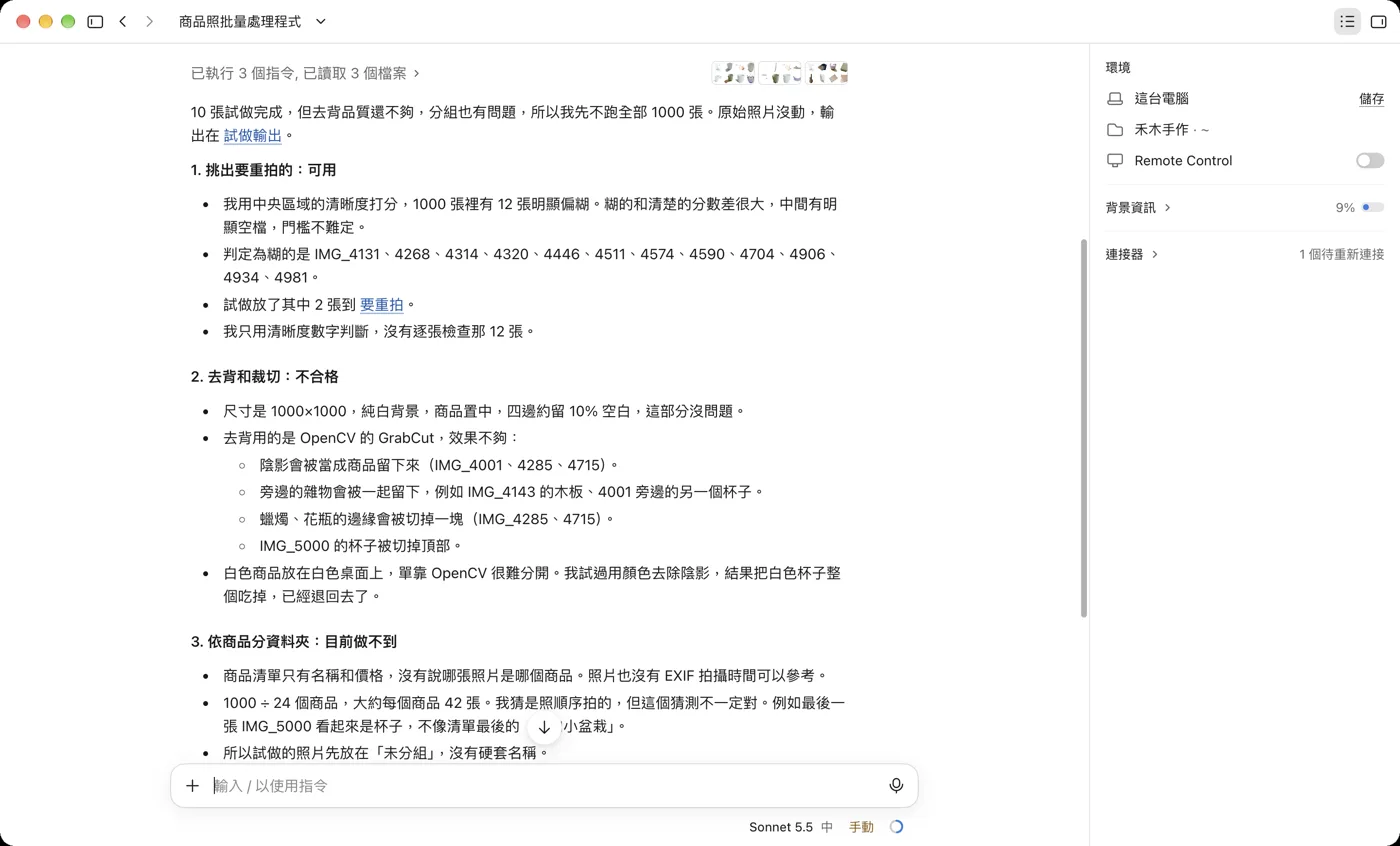 商品照批量處理程式
已執行 3 個指令, 已讀取 3 個檔案
10 張試做完成，但去背品質還不夠，分組也有問題，所以我先不跑全部 1000 張。原始照片沒動，輸
出在 試做輸出。
1. 挑出要重拍的：可用
• 我用中央區域的清晰度打分，1000 張裡有 12 張明顯偏糊。糊的和清楚的分數差很大，中間有明
顯空檔，門檻不難定。
• 判定為糊的是 IMG_4131、4268、4314、4320、4446、4511、4574、4590、4704、4906、
4934、4981。
• 試做放了其中 2 張到 要重拍。
• 我只用清晰度數字判斷，沒有逐張檢查那 12 張。
2. 去背和裁切：不合格
• 尺寸是 1000×1000，純白背景，商品置中，四邊約留 10% 空白，這部分沒問題。
• 去背用的是 OpenCV 的 GrabCut，效果不夠：
◦ 陰影會被當成商品留下來（IMG_4001、4285、4715）。
◦ 旁邊的雜物會被一起留下，例如 IMG_4143 的木板、4001 旁邊的另一個杯子。
◦ 蠟燭、花瓶的邊緣會被切掉一塊（IMG_4285、4715）。
◦ IMG_5000 的杯子被切掉頂部。
• 白色商品放在白色桌面上，單靠 OpenCV 很難分開。我試過用顏色去除陰影，結果把白色杯子整
個吃掉，已經退回去了。
3. 依商品分資料夾：目前做不到
• 商品清單只有名稱和價格，沒有說哪張照片是哪個商品。照片也沒有 EXIF 拍攝時間可以參考。
• 1000 ÷ 24 個商品，大約每個商品 42 張。我猜是照順序拍的，但這個猜測不一定對。例如最後一
張 IMG_5000 看起來是杯子，不像清單最後的 小盆栽」。
• 所以試做的照片先放在「未分組」，沒有硬套名稱。
輸入 / 以使用指令
Sonnet 5.5 中 手動
環境
這台電腦 儲存
禾木手作 · ~
Remote Control
背景資訊 9%
連接器 1 個待重新連接